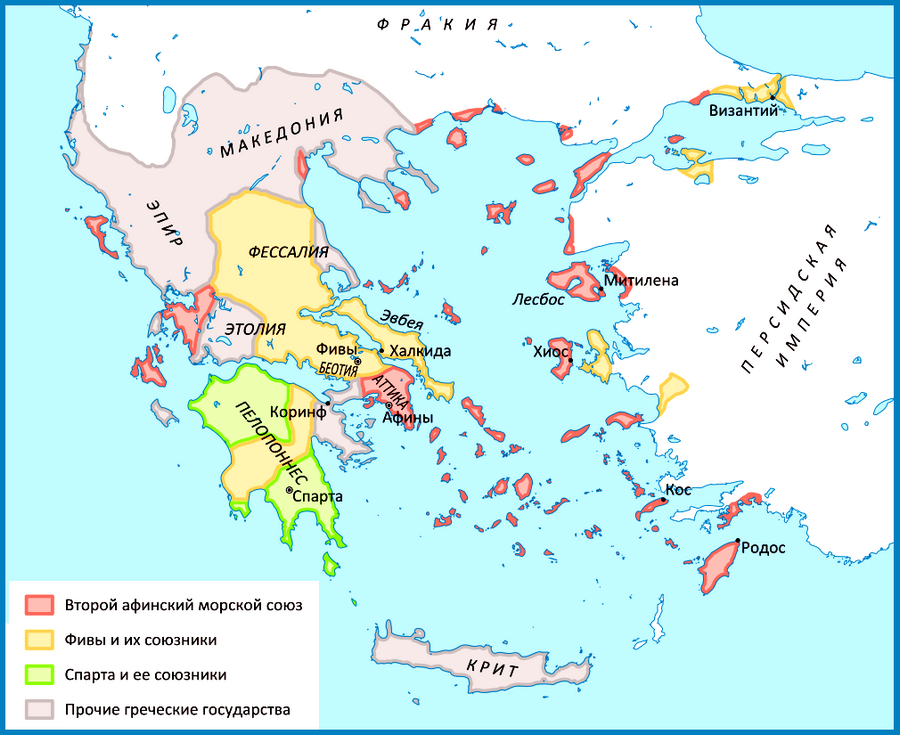 ФРАКИЯ
Византий
МАКЕДОНИЯ
ЭПИР
ФЕССАЛИЯ
ПЕРСИДСКАЯ
ИМПЕРИЯ
Митилена
Лесбос
Эвбея
ЭТОЛИЯ
Фивы
Халкида
Хиос
БЕОТИЯ
АТТИКА
Коринф
Афины
ПЕЛОПОННЕС
Спарта
Кос
Родос
КРИТ
Второй афинский морской союз
Фивы и их союзники
Спарта и ее союзники
Прочие греческие государства